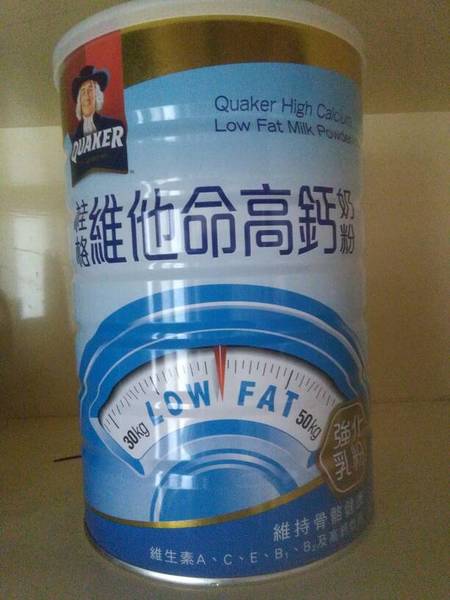 QUAKER
Quaker High Calcium
Low Fat Milk Powder
桂格維他命高鈣奶粉
LOW FAT
30kg
50kg
強化
乳粉
維持骨骼健康
維生素A、C、E、B₁、B₂及高鈣